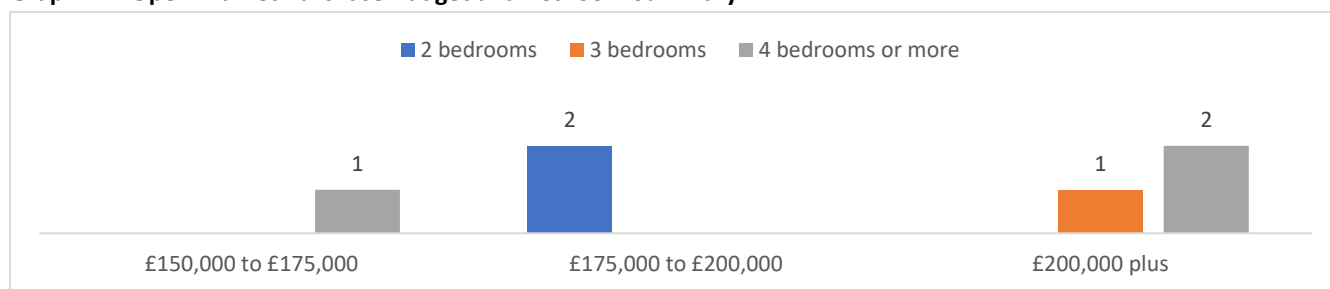 2 bedrooms 3 bedrooms 4 bedrooms or more
2 2
1 1
£150,000 to £175,000 £175,000 to £200,000 £200,000 plus